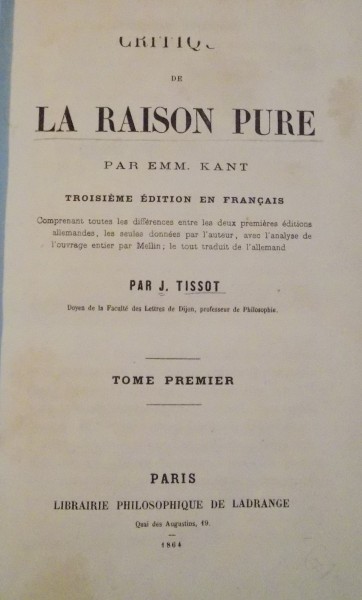 CRITIQU
DE
LA RAISON PURE
PAR EMM. KANT
TROISIÈME ÉDITION EN FRANÇAIS
Comprenant toutes les différences entre les deux premières éditions
allemandes, les seules données par l'auteur, avec l'analyse de
l'ouvrage entier par Mellin; le tout traduit de l'allemand
PAR J. TISSOT
Doyen de la Faculté des Lettres de Dijon, professeur de Philosophie.
TOME PREMIER
PARIS
LIBRAIRIE PHILOSOPHIQUE DE LADRANGE
Quai des Augustins, 19.
1864